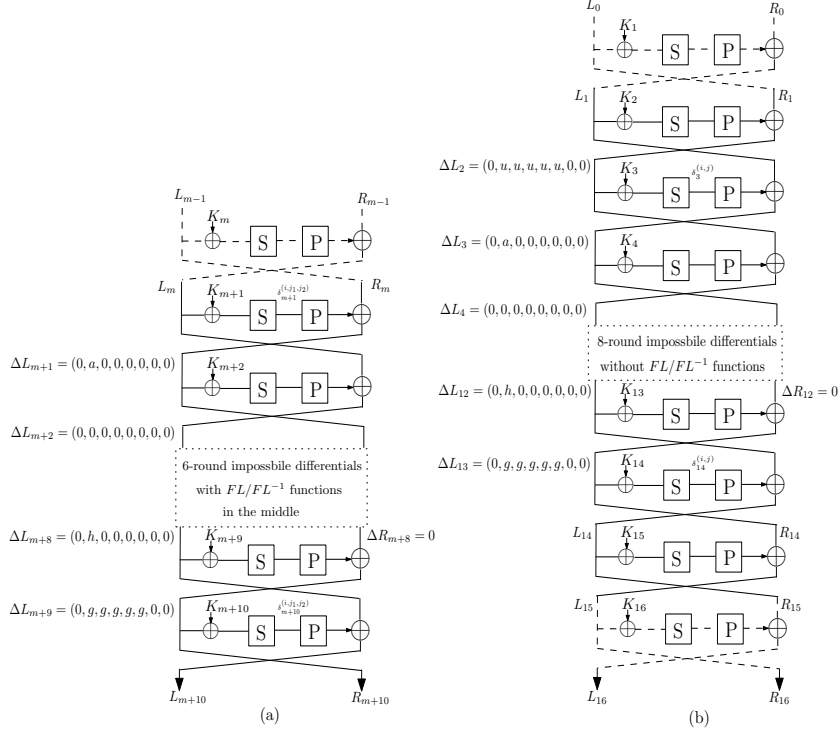 L_{m−1}
R_{m−1}
K_m
S
P
L_m
R_m
K_{m+1}
S
δ_{m+1}^{(i,j_1,j_2)}
P
ΔL_{m+1} = (0, a, 0, 0, 0, 0, 0, 0)
K_{m+2}
S
P
ΔL_{m+2} = (0, 0, 0, 0, 0, 0, 0, 0)
6-round impossbile differentials
with FL/FL^{−1} functions
in the middle
ΔL_{m+8} = (0, h, 0, 0, 0, 0, 0, 0)
ΔR_{m+8} = 0
K_{m+9}
S
P
ΔL_{m+9} = (0, g, g, g, g, g, 0, 0)
K_{m+10}
S
δ_{m+10}^{(i,j_1,j_2)}
P
L_{m+10}
R_{m+10}
(a)
L_0
R_0
K_1
S
P
L_1
R_1
K_2
S
P
ΔL_2 = (0, u, u, u, u, u, 0, 0)
K_3
S
δ_3^{(i,j)}
P
ΔL_3 = (0, a, 0, 0, 0, 0, 0, 0)
K_4
S
P
ΔL_4 = (0, 0, 0, 0, 0, 0, 0, 0)
8-round impossbile differentials
without FL/FL^{−1} functions
ΔL_{12} = (0, h, 0, 0, 0, 0, 0, 0)
ΔR_{12} = 0
K_{13}
S
P
ΔL_{13} = (0, g, g, g, g, g, 0, 0)
K_{14}
S
δ_{14}^{(i,j)}
P
L_{14}
R_{14}
K_{15}
S
P
L_{15}
R_{15}
K_{16}
S
P
L_{16}
R_{16}
(b)